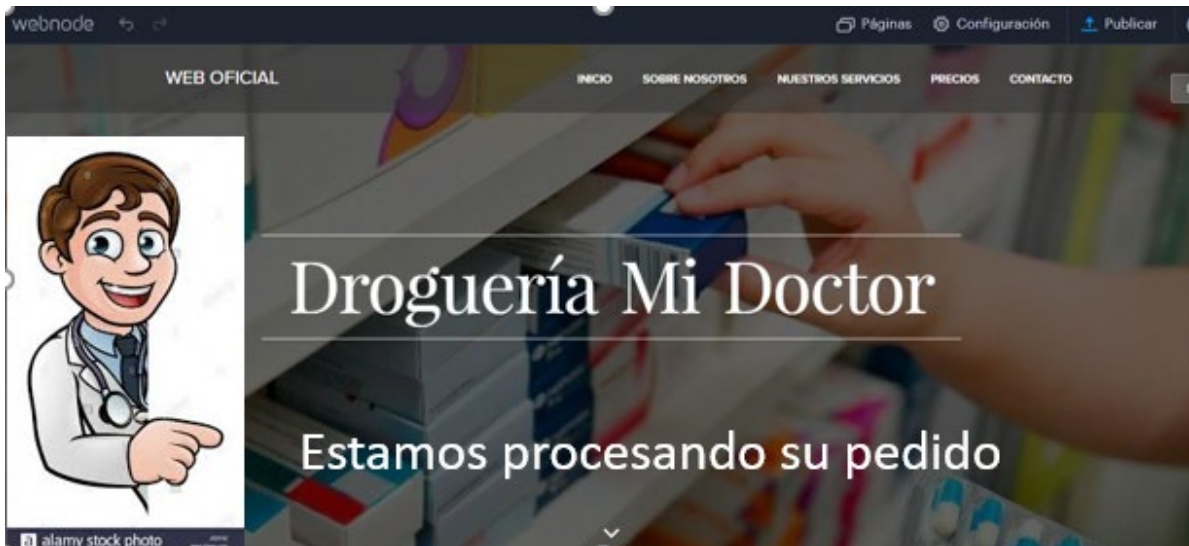 webnode Páginas Configuración Publicar
WEB OFICIAL INICIO SOBRE NOSOTROS NUESTROS SERVICIOS PRECIOS CONTACTO
Droguería Mi Doctor
Estamos procesando su pedido
a alamy stock photo